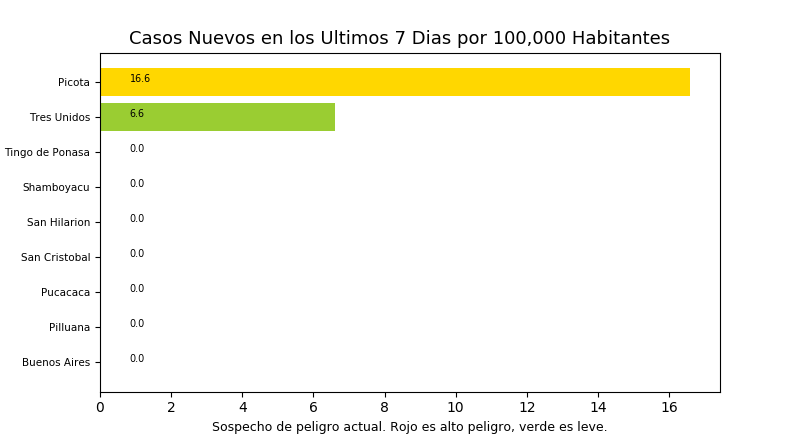 Casos Nuevos en los Ultimos 7 Dias por 100,000 Habitantes
Picota 16.6
Tres Unidos 6.6
Tingo de Ponasa 0.0
Shamboyacu 0.0
San Hilarion 0.0
San Cristobal 0.0
Pucacaca 0.0
Pilluana 0.0
Buenos Aires 0.0
0 2 4 6 8 10 12 14 16
Sospecho de peligro actual. Rojo es alto peligro, verde es leve.